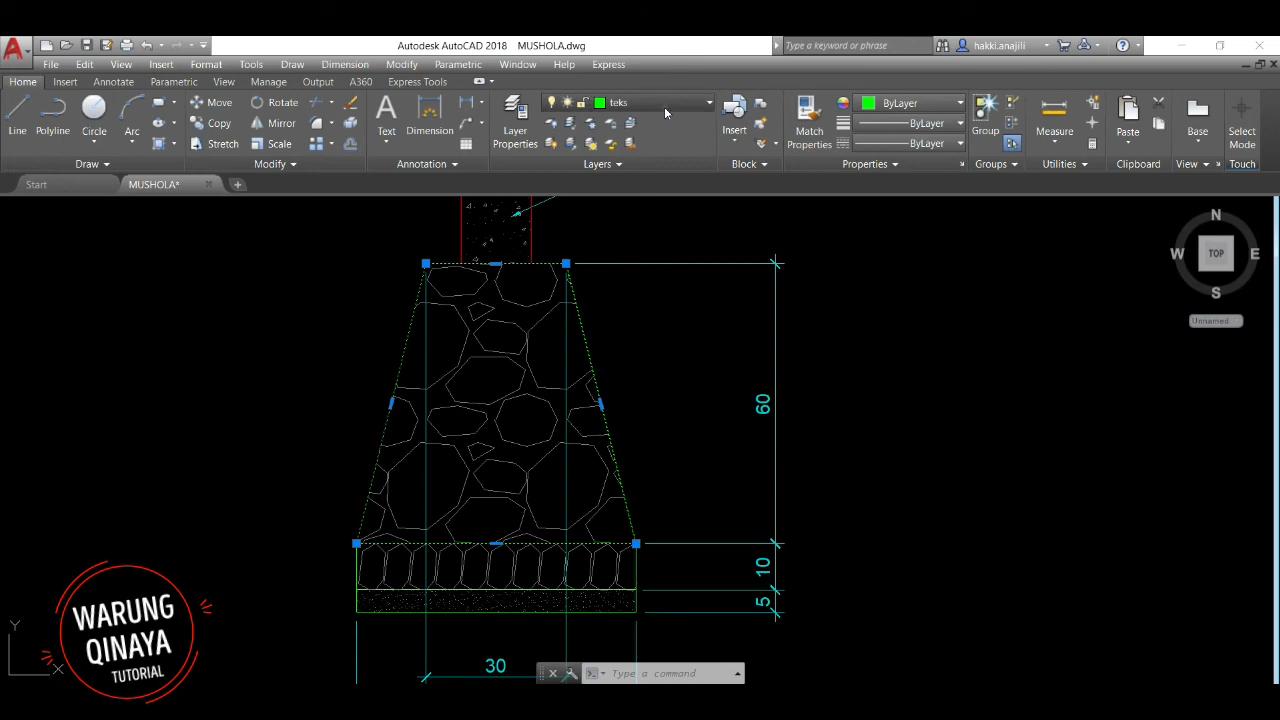 Autodesk AutoCAD 2018 MUSHOLA.dwg
Type a keyword or phrase
hakki.anajili
File Edit View Insert Format Tools Draw Dimension Modify Parametric Window Help Express
Home Insert Annotate Parametric View Manage Output A360 Express Tools
Line Polyline Circle Arc
Move Rotate
Copy Mirror
Stretch Scale
Text Dimension
Layer Properties
teks
Insert
Match Properties
ByLayer
ByLayer
ByLayer
Group
Measure
Paste
Base
Select Mode
Draw Modify Annotation Layers Block Properties Groups Utilities Clipboard View Touch
Start MUSHOLA*
N
W TOP E
S
Unnamed
60
10
5
30
Y
X
Type a command
WARUNG
QINAYA
TUTORIAL